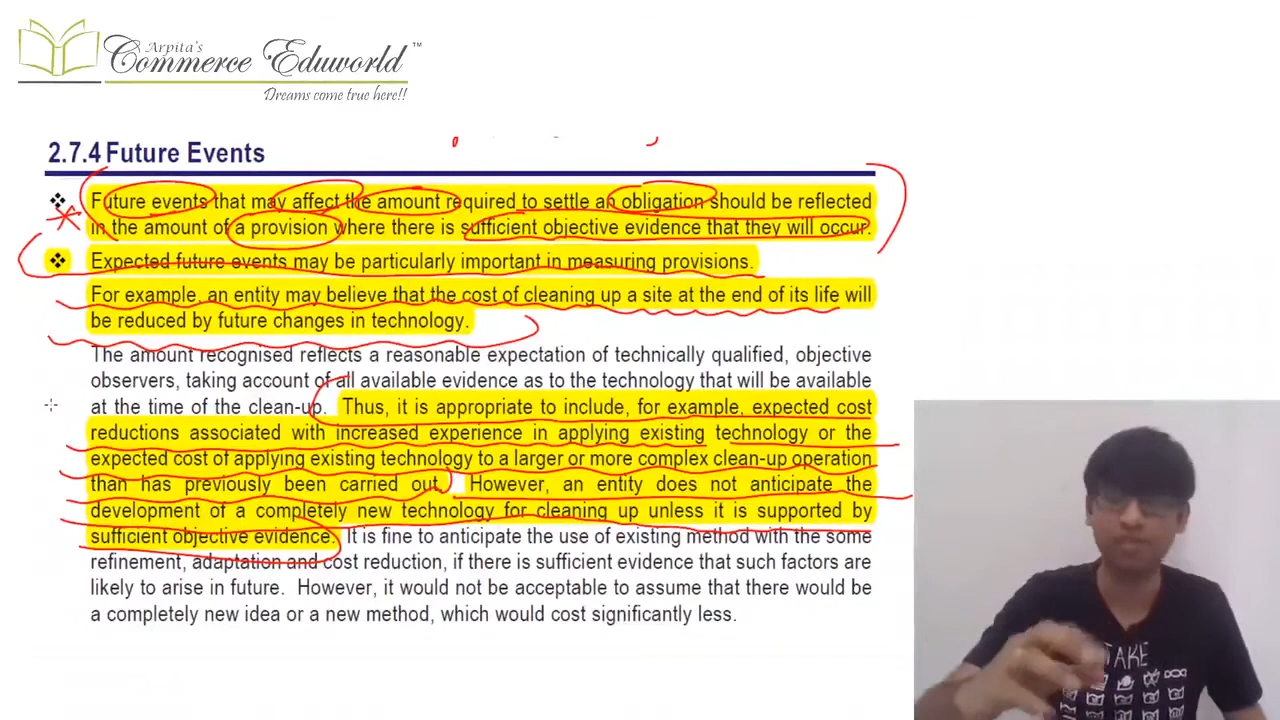 Arpita's
Commerce Eduworld™
Dreams come true here!!
2.7.4 Future Events
❖ Future events that may affect the amount required to settle an obligation should be reflected
in the amount of a provision where there is sufficient objective evidence that they will occur.
❖ Expected future events may be particularly important in measuring provisions.
For example, an entity may believe that the cost of cleaning up a site at the end of its life will
be reduced by future changes in technology.
The amount recognised reflects a reasonable expectation of technically qualified, objective
observers, taking account of all available evidence as to the technology that will be available
at the time of the clean-up. Thus, it is appropriate to include, for example, expected cost
reductions associated with increased experience in applying existing technology or the
expected cost of applying existing technology to a larger or more complex clean-up operation
than has previously been carried out. However, an entity does not anticipate the
development of a completely new technology for cleaning up unless it is supported by
sufficient objective evidence. It is fine to anticipate the use of existing method with the some
refinement, adaptation and cost reduction, if there is sufficient evidence that such factors are
likely to arise in future. However, it would not be acceptable to assume that there would be
a completely new idea or a new method, which would cost significantly less.
TAKE